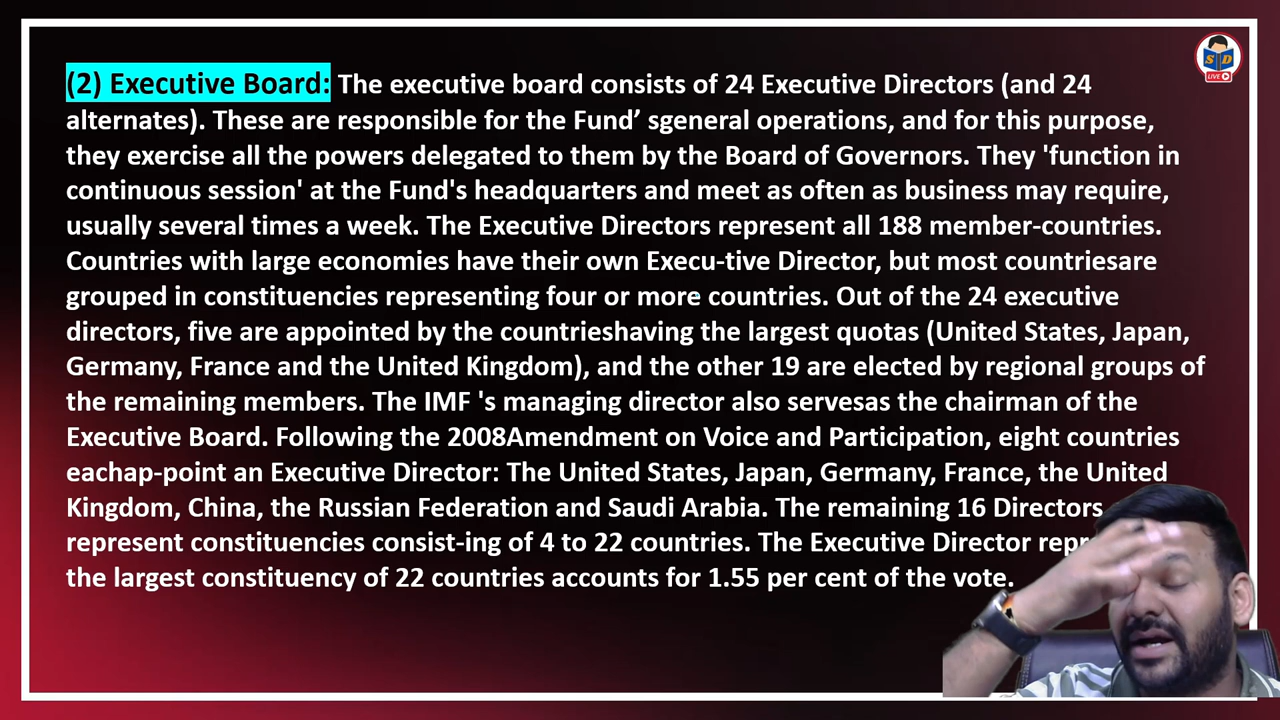 (2) Executive Board: The executive board consists of 24 Executive Directors (and 24
alternates). These are responsible for the Fund’ sgeneral operations, and for this purpose,
they exercise all the powers delegated to them by the Board of Governors. They 'function in
continuous session' at the Fund's headquarters and meet as often as business may require,
usually several times a week. The Executive Directors represent all 188 member-countries.
Countries with large economies have their own Execu-tive Director, but most countriesare
grouped in constituencies representing four or more countries. Out of the 24 executive
directors, five are appointed by the countrieshaving the largest quotas (United States, Japan,
Germany, France and the United Kingdom), and the other 19 are elected by regional groups of
the remaining members. The IMF 's managing director also servesas the chairman of the
Executive Board. Following the 2008Amendment on Voice and Participation, eight countries
eachap-point an Executive Director: The United States, Japan, Germany, France, the United
Kingdom, China, the Russian Federation and Saudi Arabia. The remaining 16 Directors
represent constituencies consist-ing of 4 to 22 countries. The Executive Director
the largest constituency of 22 countries accounts for 1.55 per cent of the vote.
S D
LIVE